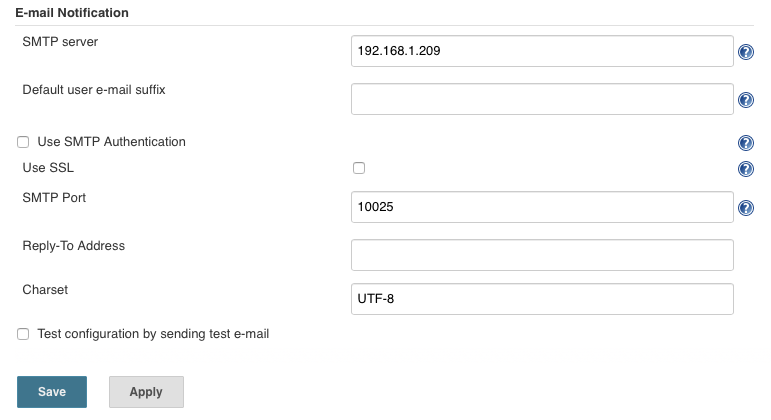 E-mail Notification
SMTP server
192.168.1.209
Default user e-mail suffix
Use SMTP Authentication
Use SSL
SMTP Port
10025
Reply-To Address
Charset
UTF-8
Test configuration by sending test e-mail
Save Apply